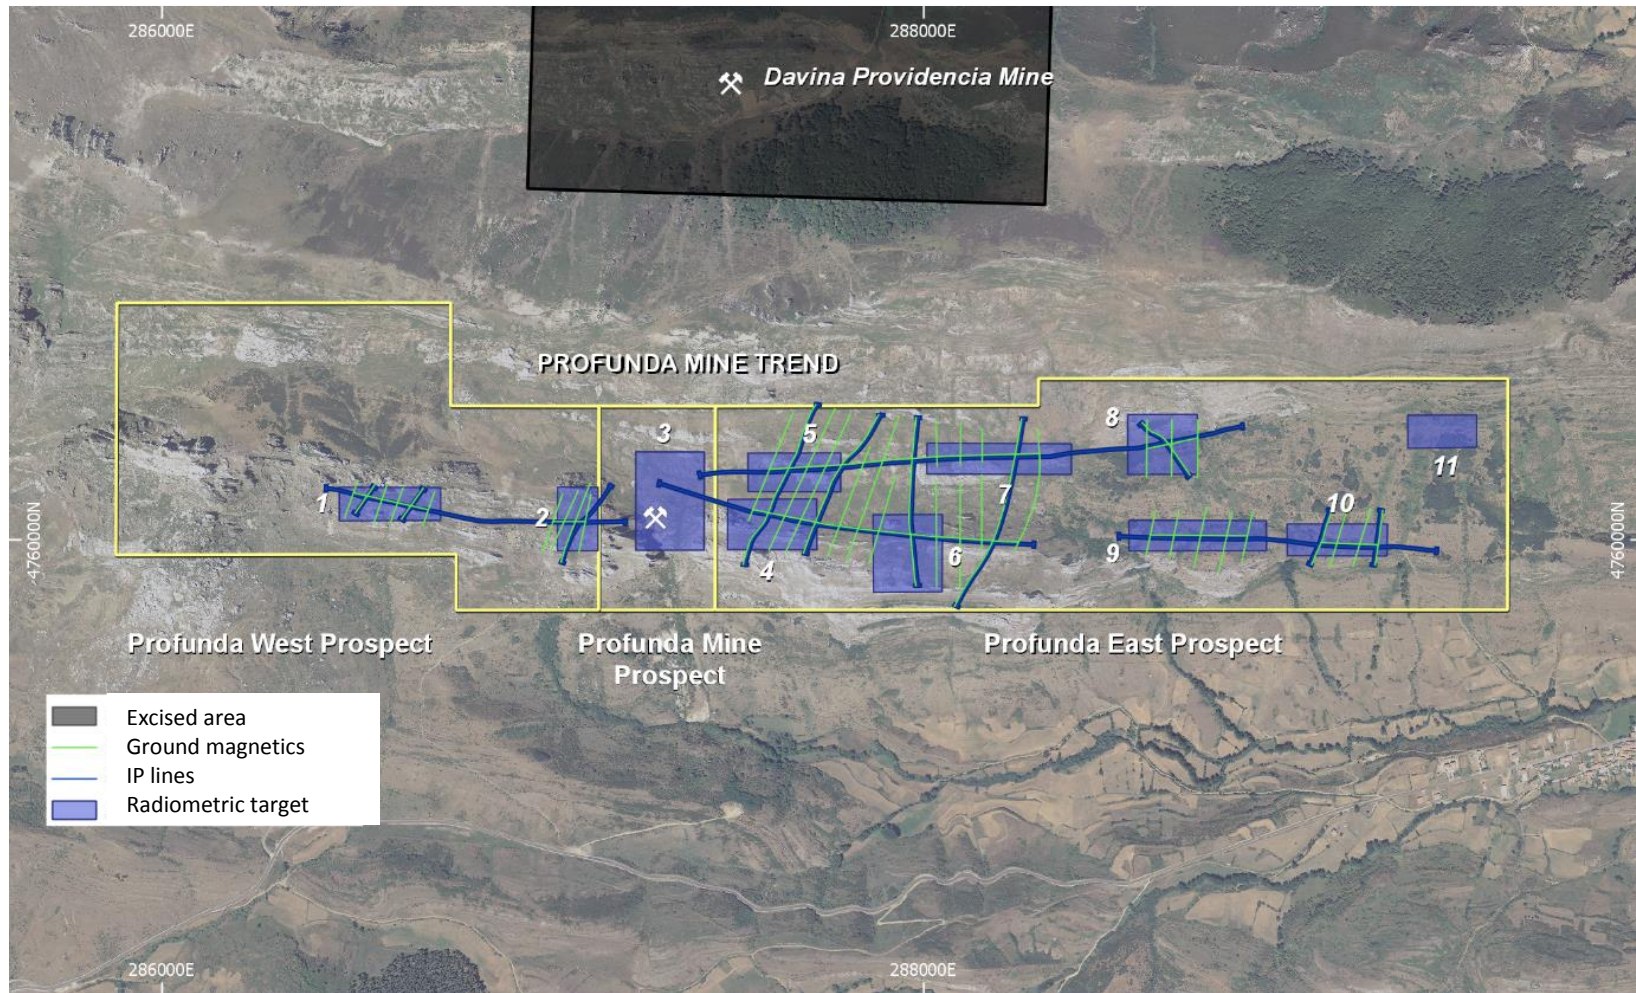 286000E
288000E
Davina Providencia Mine
PROFUNDA MINE TREND
8
3
5
11
1
2
7
10
4760000N
4760000N
9
6
4
Profunda West Prospect
Profunda Mine
Prospect
Profunda East Prospect
Excised area
Ground magnetics
IP lines
Radiometric target
286000E
288000E